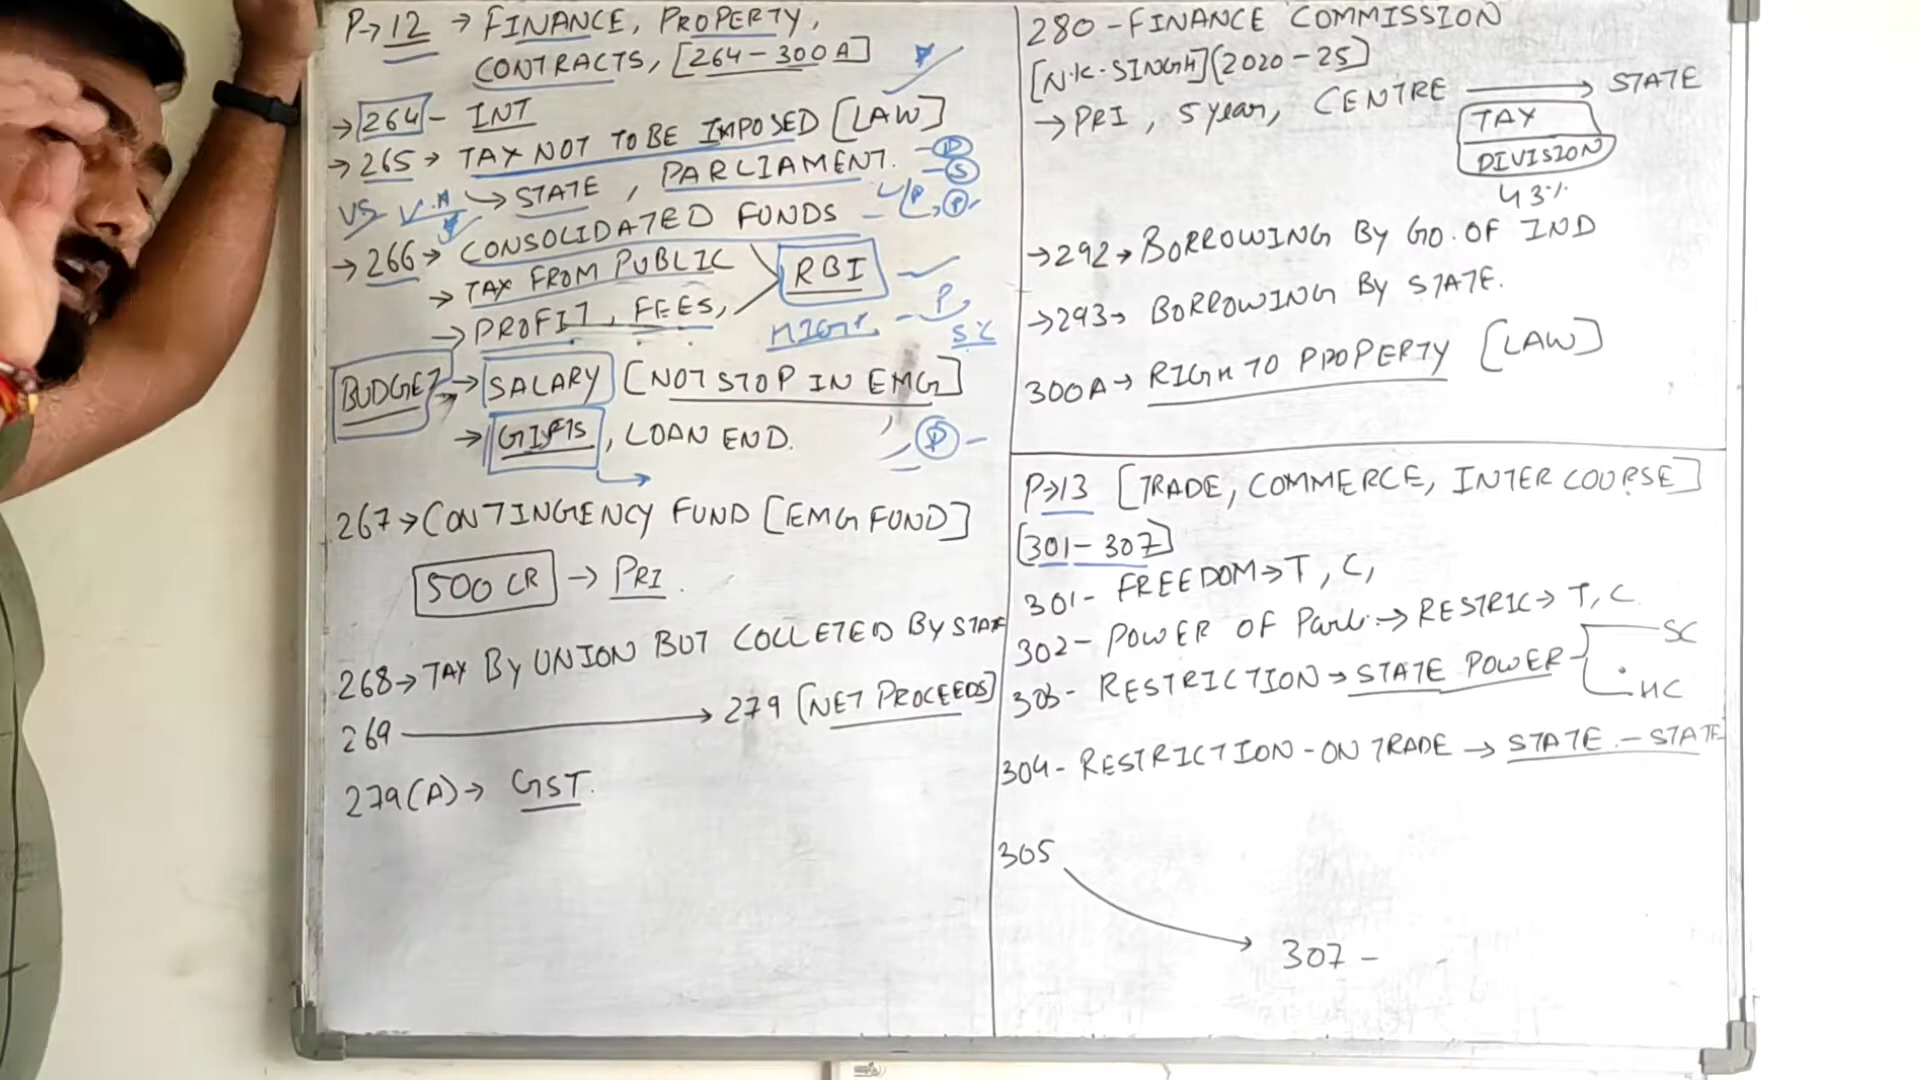 P→12 → FINANCE, PROPERTY,
CONTRACTS, [264-300A]
→ 264 - INT
→ 265 → TAX NOT TO BE IMPOSED [LAW]
→ STATE, PARLIAMENT.
VS V.A
→ 266 → CONSOLIDATED FUNDS
→ TAX FROM PUBLIC
→ PROFIT, FEES,
RBI
P
SC
BUDGET → SALARY [NOT STOP IN EMG]
→ GIFTS, LOAN END.
P
267 → CONTINGENCY FUND [EMG FUND]
500 CR → PRI.
268 → TAX BY UNION BUT COLLETED BY STATE
269 → 279 [NET PROCEEDS]
279(A) → GST.
280 - FINANCE COMMISSION
[N.K.SINGH] (2020-25]
→ PRI, 5 year, CENTRE → STATE
TAX
DIVISION
43%
→ 292 → BORROWING BY GO. OF IND
→ 293 → BORROWING BY STATE.
300A → RIGH TO PROPERTY [LAW]
P→13 [TRADE, COMMERCE, INTER COURSE]
[301-307]
301 - FREEDOM → T, C,
302 - POWER OF Parli. → RESTRIC → T, C.
303 - RESTRICTION → STATE POWER
SC
HC
304 - RESTRICTION - ON TRADE → STATE - STATE
305
307 -